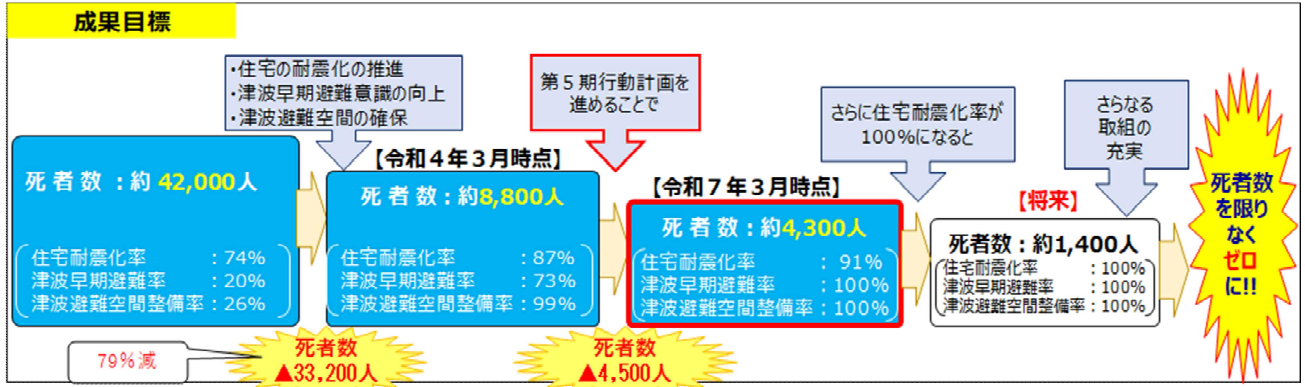 成果目標
・住宅の耐震化の推進
・津波早期避難意識の向上
・津波避難空間の確保
第５期行動計画を
進めることで
さらに住宅耐震化率が
100%になると
さらなる
取組の
充実
死者数：約 42,000人
住宅耐震化率　：74%
津波早期避難率　：20%
津波避難空間整備率：26%
【令和４年３月時点】
死者数：約8,800人
住宅耐震化率　：87%
津波早期避難率　：73%
津波避難空間整備率：99%
【令和７年３月時点】
死者数：約4,300人
住宅耐震化率　：91%
津波早期避難率　：100%
津波避難空間整備率：100%
【将来】
死者数：約1,400人
住宅耐震化率　：100%
津波早期避難率　：100%
津波避難空間整備率：100%
死者数
を限り
なく
ゼロ
に!!
79%減
死者数
▲33,200人
死者数
▲4,500人